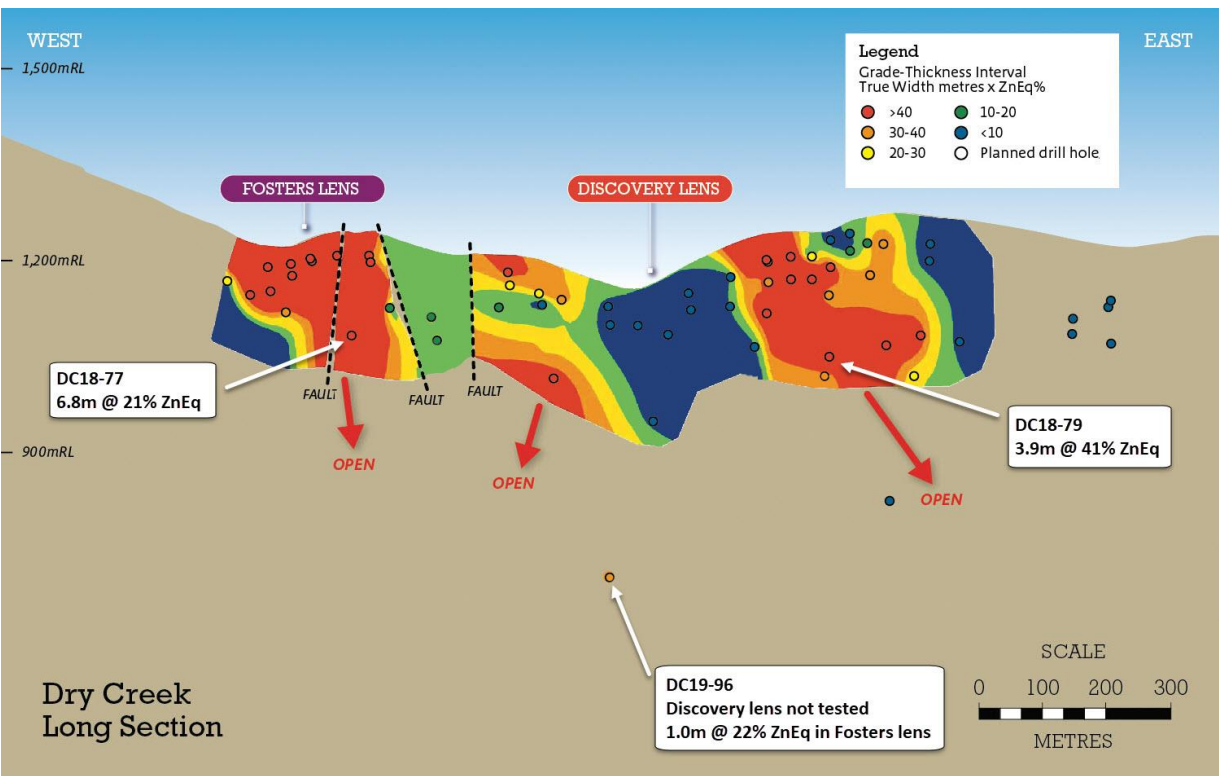 WEST
EAST
1,500mRL
Legend
Grade-Thickness Interval
True Width metres x ZnEq%
>40
10-20
30-40
<10
20-30
Planned drill hole
FOSTERS LENS
DISCOVERY LENS
1,200mRL
DC18-77
6.8m @ 21% ZnEq
FAULT
FAULT
FAULT
DC18-79
3.9m @ 41% ZnEq
900mRL
OPEN
OPEN
OPEN
DC19-96
Discovery lens not tested
1.0m @ 22% ZnEq in Fosters lens
Dry Creek
Long Section
SCALE
0 100 200 300
METRES